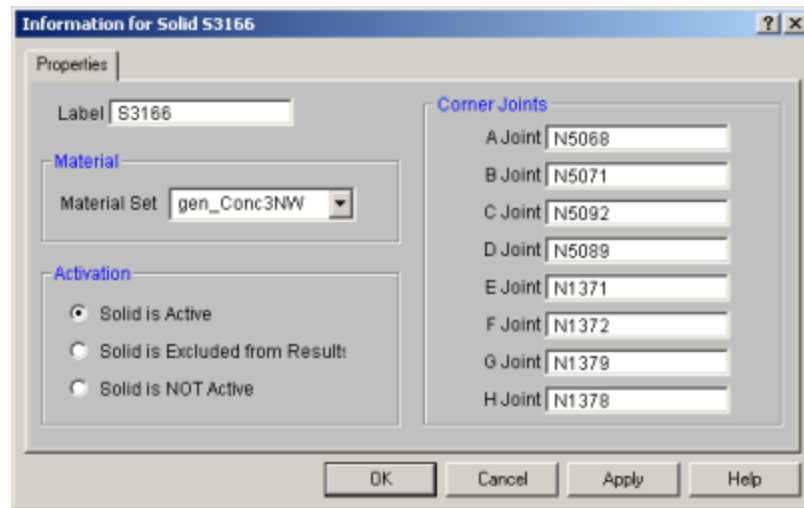 Information for Solid S3166
Properties
Label S3166
Material
Material Set gen_Conc3NW
Activation
Solid is Active
Solid is Excluded from Results
Solid is NOT Active
Corner Joints
A Joint N5068
B Joint N5071
C Joint N5092
D Joint N5089
E Joint N1371
F Joint N1372
G Joint N1379
H Joint N1378
OK Cancel Apply Help